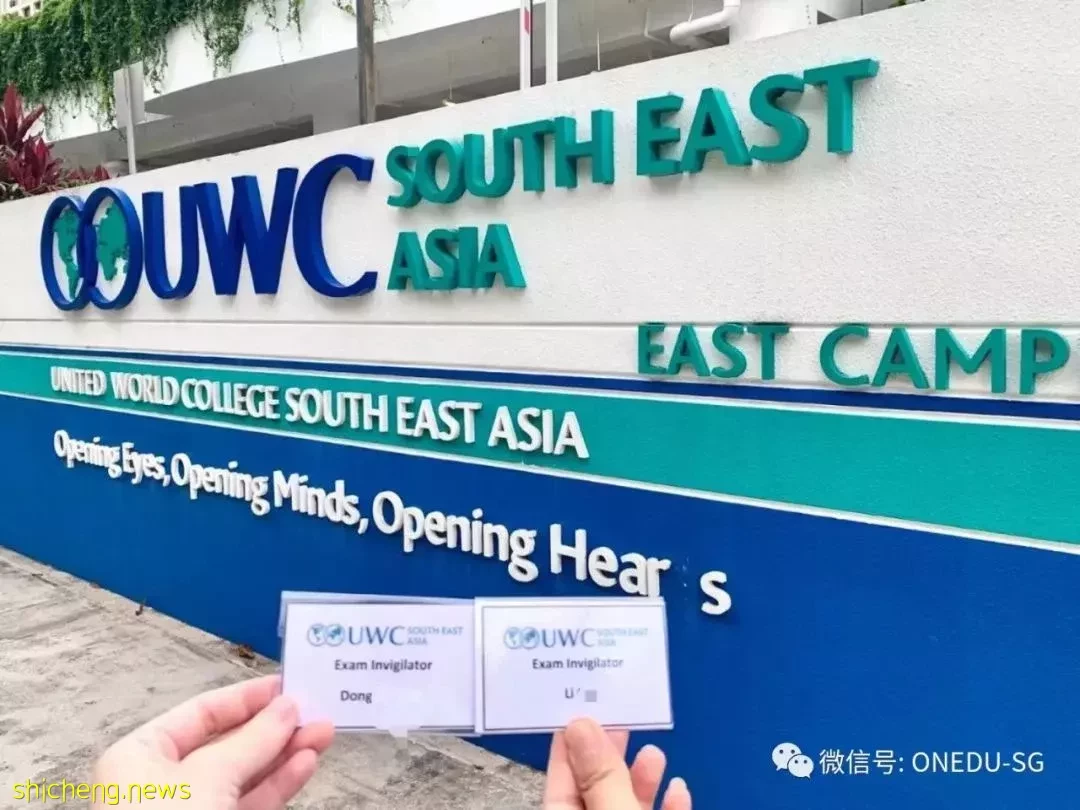 UWC SOUTH EAST
ASIA
EAST CAMP
UNITED WORLD COLLEGE SOUTH EAST ASIA
Opening Eyes, Opening Minds, Opening Hear s
UWC SOUTH EAST
ASIA
Exam Invigilator
Dong
UWC SOUTH EAST
ASIA
Exam Invigilator
Li
微信号: ONEDU-SG
shicheng.news